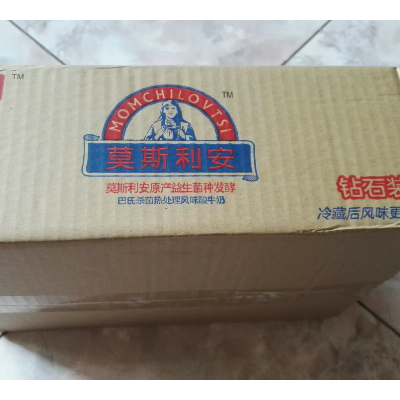 TM
MOMCHILOVTSI
TM
莫斯利安
莫斯利安原产益生菌种发酵
巴氏杀菌热处理风味酸牛奶
钻石装
冷藏后风味更